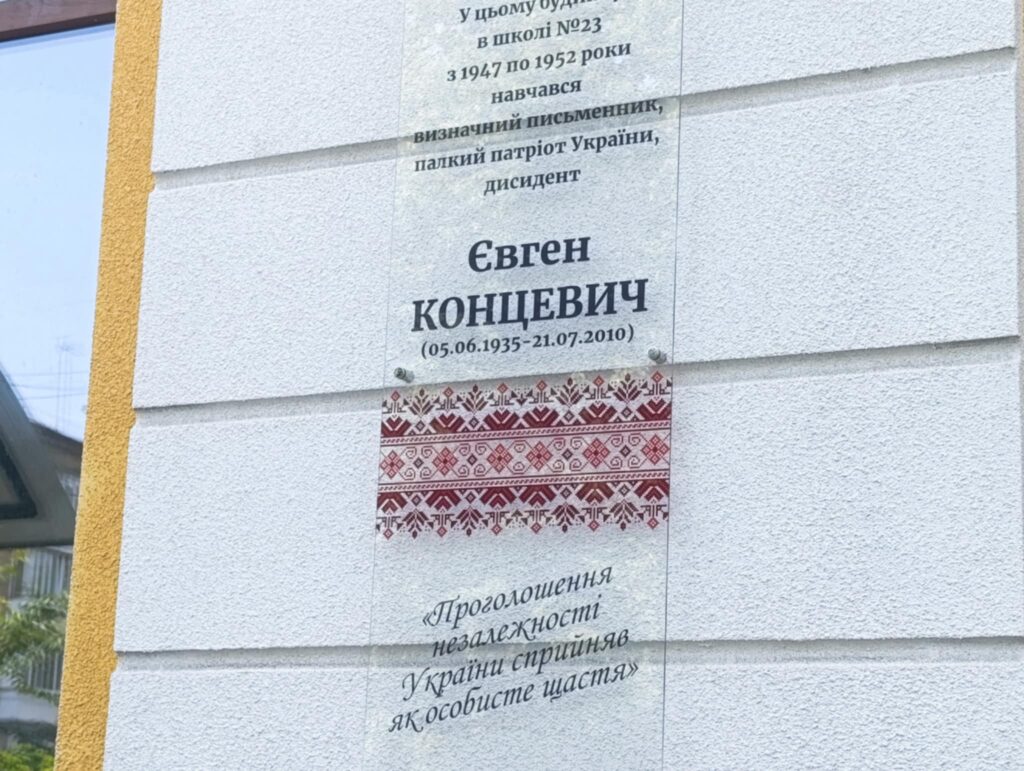 У цьому
в школі №23
з 1947 по 1952 роки
навчався
визначний письменник,
палкий патріот України,
дисидент
Євген
КОНЦЕВИЧ
(05.06.1935-21.07.2010)
«Проголошення
незалежності
України сприйняв
як особисте щастя»